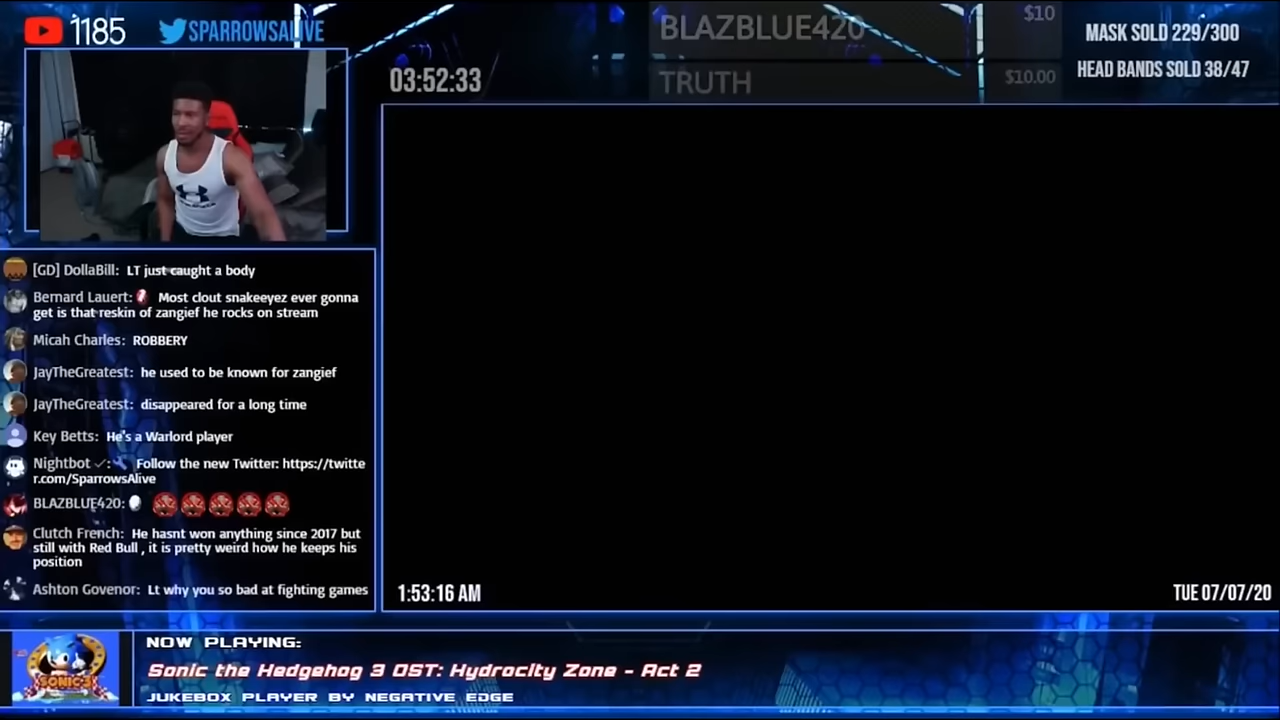 1185
SPARROWSALIVE
BLAZBLUE420
$10
MASK SOLD 229/300
03:52:33
TRUTH
$10.00
HEAD BANDS SOLD 38/47
[GD] DollaBill: LT just caught a body
Bernard Lauert: Most clout snakeeyez ever gonna
get is that reskin of zangief he rocks on stream
Micah Charles: ROBBERY
JayTheGreatest: he used to be known for zangief
JayTheGreatest: disappeared for a long time
Key Betts: He's a Warlord player
Nightbot ✓: Follow the new Twitter: https://twitte
r.com/SparrowsAlive
BLAZBLUE420:
Clutch French: He hasnt won anything since 2017 but
still with Red Bull , it is pretty weird how he keeps his
position
Ashton Govenor: Lt why you so bad at fighting games
1:53:16 AM
TUE 07/07/20
SONIC 3
NOW PLAYING:
Sonic the Hedgehog 3 OST: Hydrocity Zone - Act 2
JUKEBOX PLAYER BY NEGATIVE EDGE